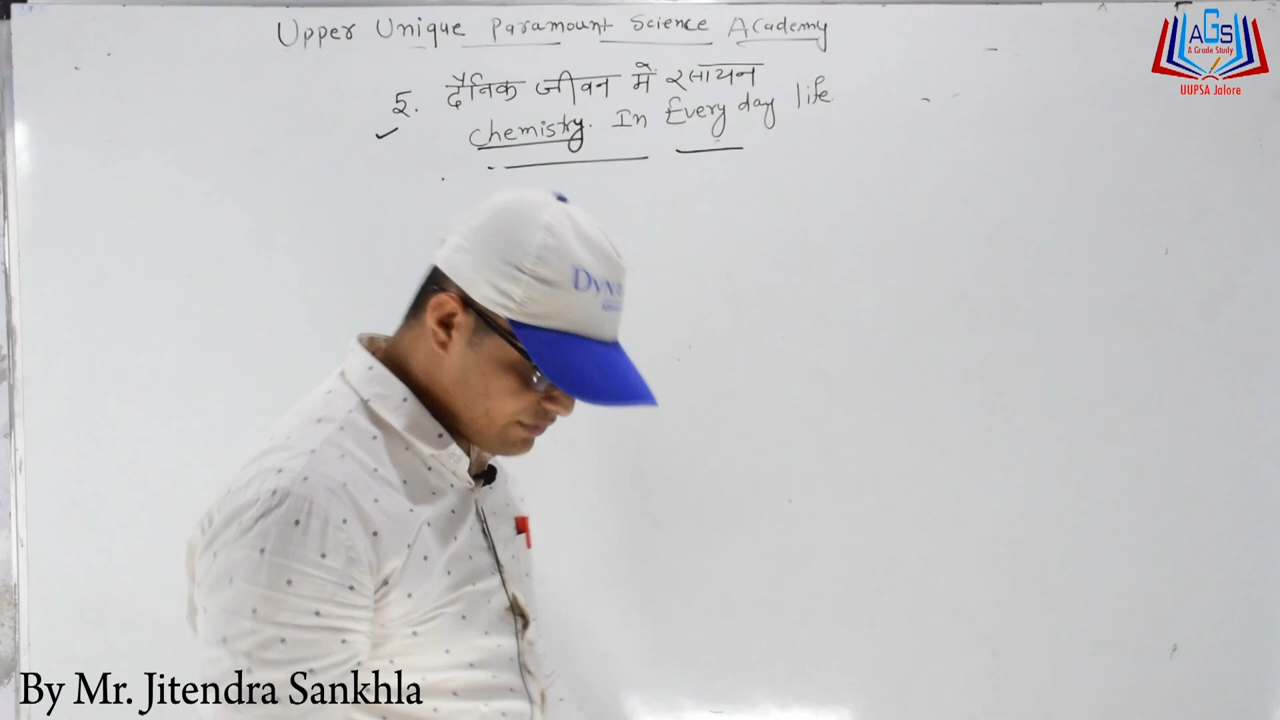 Upper Unique Paramount Science Academy
5. दैनिक जीवन में रसायन
Chemistry. In Every day life
AGS
A Grade Study
UUPSA Jalore
By Mr. Jitendra Sankhla